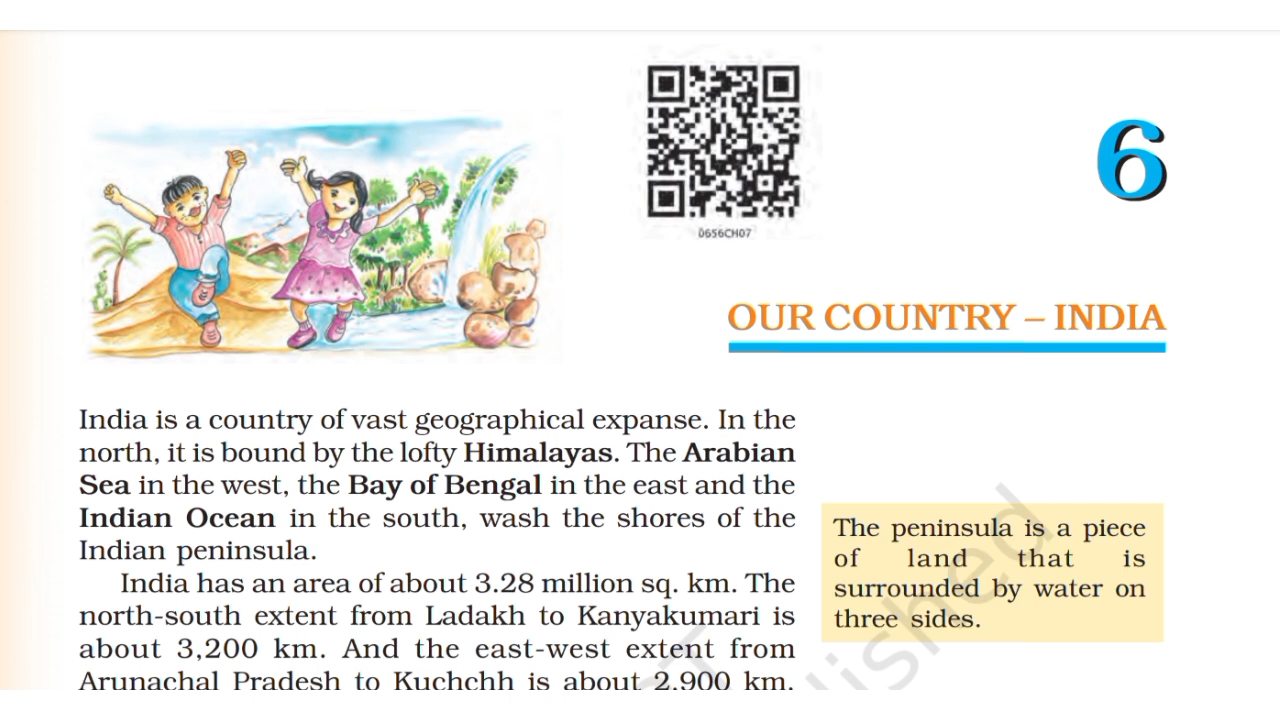 0656CH07
6
OUR COUNTRY – INDIA
India is a country of vast geographical expanse. In the
north, it is bound by the lofty Himalayas. The Arabian
Sea in the west, the Bay of Bengal in the east and the
Indian Ocean in the south, wash the shores of the
Indian peninsula.
India has an area of about 3.28 million sq. km. The
north-south extent from Ladakh to Kanyakumari is
about 3,200 km. And the east-west extent from
Arunachal Pradesh to Kuchchh is about 2,900 km.
The peninsula is a piece
of land that is
surrounded by water on
three sides.